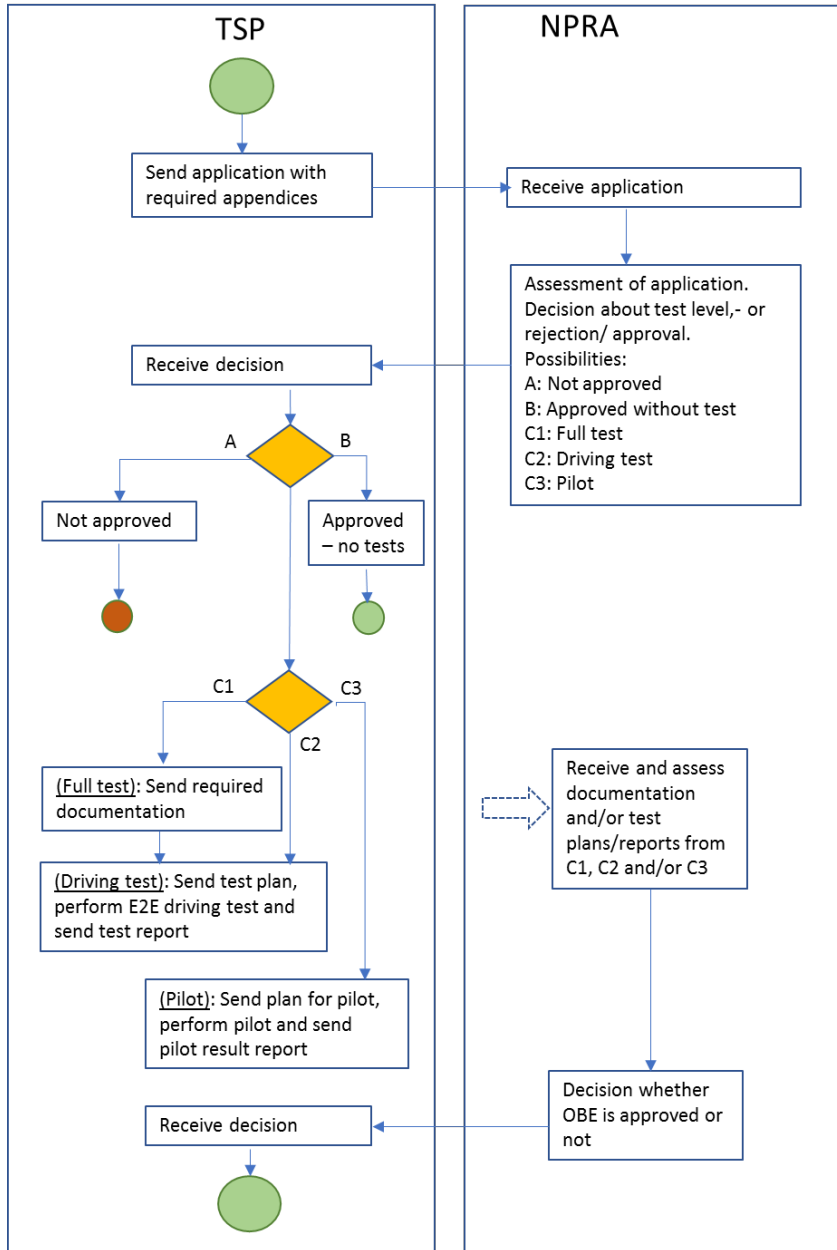 TSP
NPRA
Send application with
required appendices
Receive application
Assessment of application.
Decision about test level,- or
rejection/ approval.
Possibilities:
A: Not approved
B: Approved without test
C1: Full test
C2: Driving test
C3: Pilot
Receive decision
A
B
Not approved
Approved
– no tests
C1
C3
C2
(Full test): Send required
documentation
Receive and assess
documentation
and/or test
plans/reports from
C1, C2 and/or C3
(Driving test): Send test plan,
perform E2E driving test and
send test report
(Pilot): Send plan for pilot,
perform pilot and send
pilot result report
Decision whether
OBE is approved or
not
Receive decision